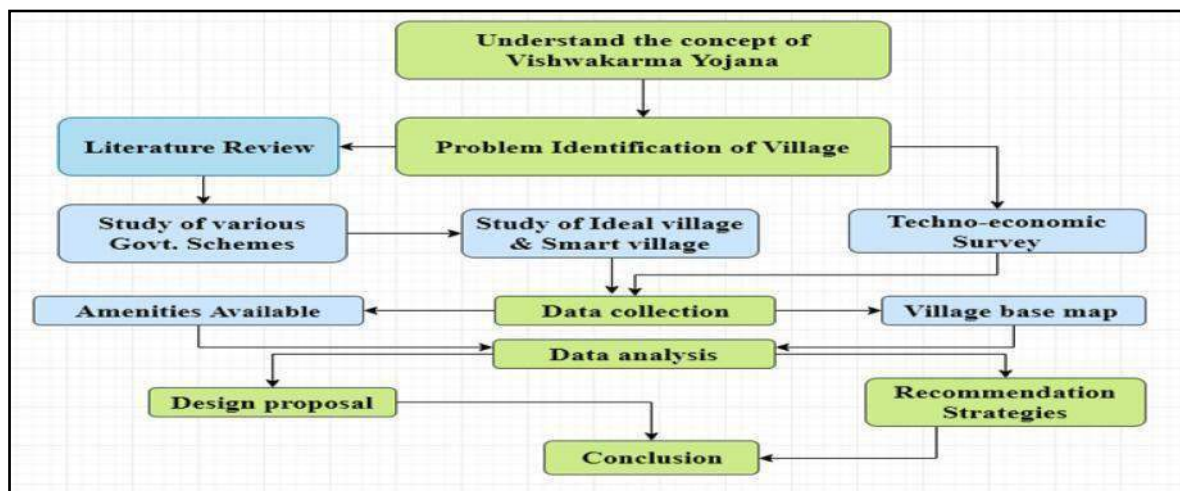 Understand the concept of
Vishwakarma Yojana
Literature Review
Problem Identification of Village
Study of various
Govt. Schemes
Study of Ideal village
& Smart village
Techno-economic
Survey
Amenities Available
Data collection
Village base map
Data analysis
Design proposal
Recommendation
Strategies
Conclusion